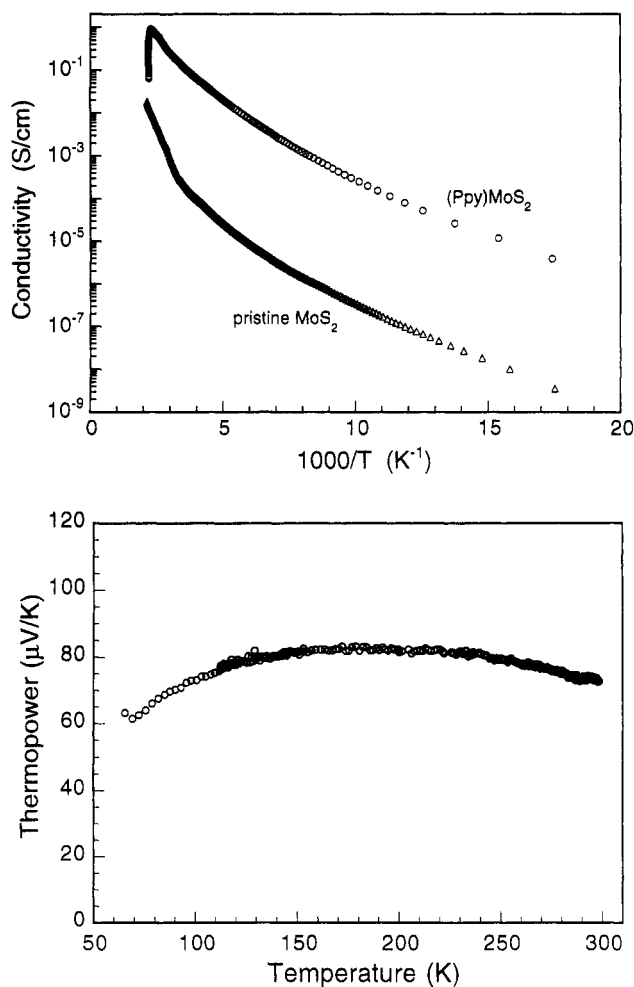 Conductivity (S/cm)
10⁻¹
10⁻³
10⁻⁵
10⁻⁷
10⁻⁹
(Ppy)MoS₂
pristine MoS₂
0 5 10 15 20
1000/T (K⁻¹)
Thermopower (µV/K)
120
100
80
60
40
20
0
50 100 150 200 250 300
Temperature (K)